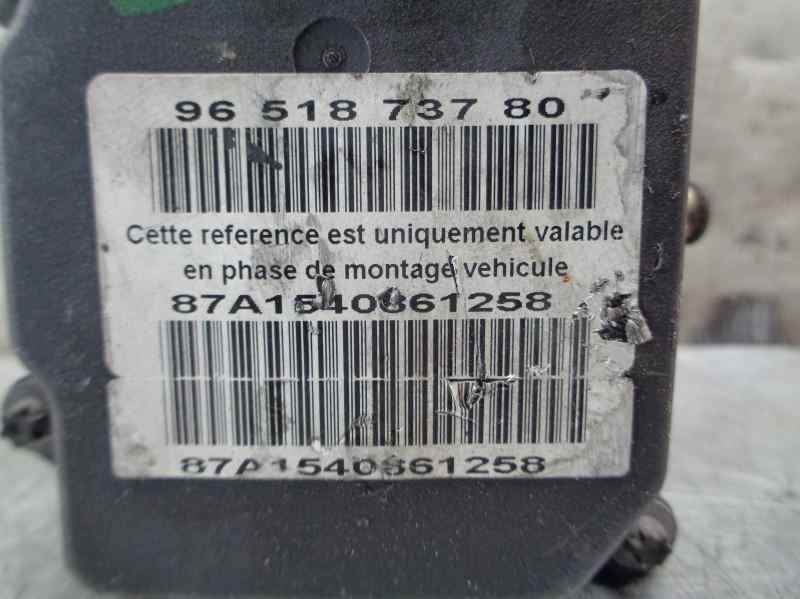 96 518 737 80
Cette reference est uniquement valable
en phase de montage vehicule
87A1540861258
87A1540861258